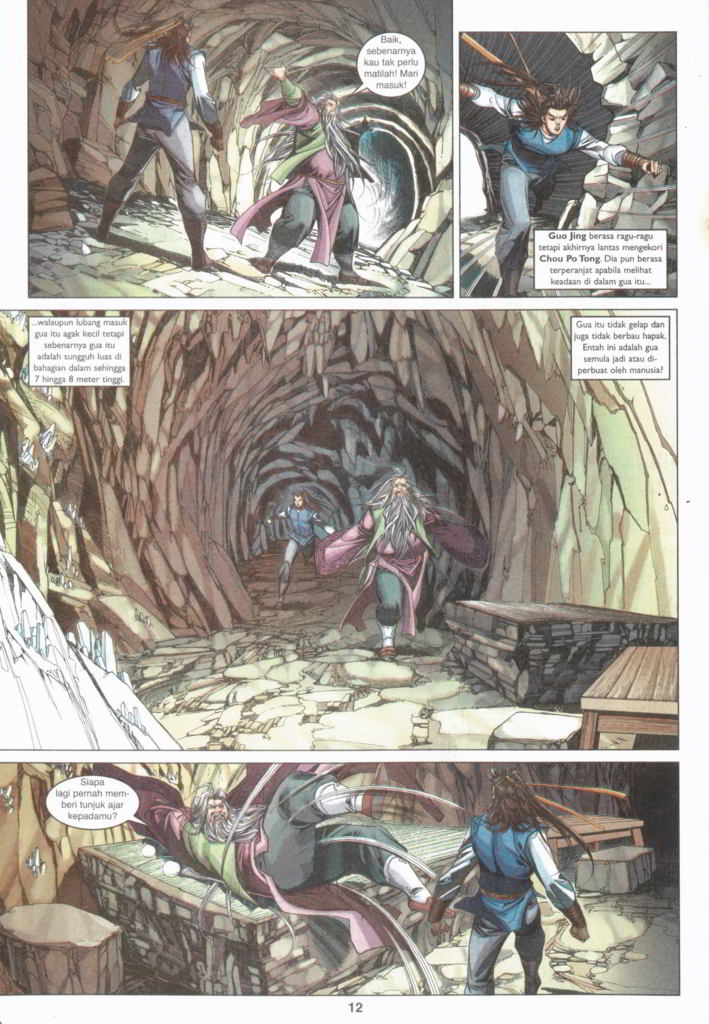 Baik,
sebenarnya
kau tak perlu
matilah! Mari
masuk!
Guo Jing berasa ragu-ragu
tetapi akhirnya lantas mengekori
Chou Po Tong. Dia pun berasa
terperanjat apabila melihat
keadaan di dalam gua itu...
...walaupun lubang masuk
gua itu agak kecil tetapi
sebenarnya gua itu
adalah sungguh luas di
bahagian dalam sehingga
7 hingga 8 meter tinggi.
Gua itu tidak gelap dan
juga tidak berbau hapak.
Entah ini adalah gua
semula jadi atau di-
perbuat oleh manusia?
Siapa
lagi pernah mem-
beri tunjuk ajar
kepadamu?
12